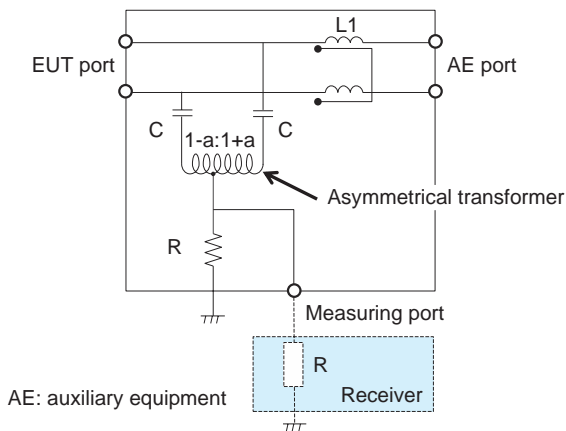 L1
EUT port
AE port
C
C
1-a:1+a
Asymmetrical transformer
R
Measuring port
R
Receiver
AE: auxiliary equipment